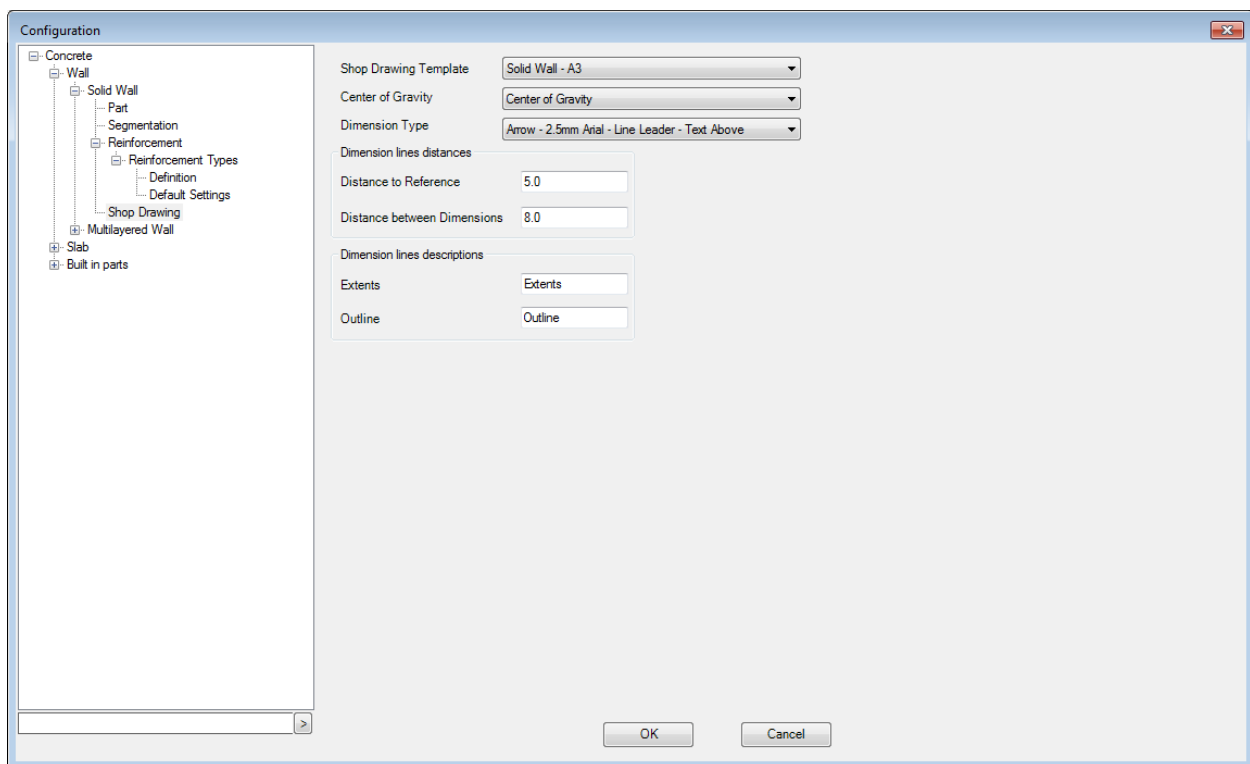 Configuration
Concrete
Wall
Solid Wall
Part
Segmentation
Reinforcement
Reinforcement Types
Definition
Default Settings
Shop Drawing
Multilayered Wall
Slab
Built in parts
>
Shop Drawing Template Solid Wall - A3
Center of Gravity Center of Gravity
Dimension Type Arrow - 2.5mm Arial - Line Leader - Text Above
Dimension lines distances
Distance to Reference 5.0
Distance between Dimensions 8.0
Dimension lines descriptions
Extents Extents
Outline Outline
OK Cancel